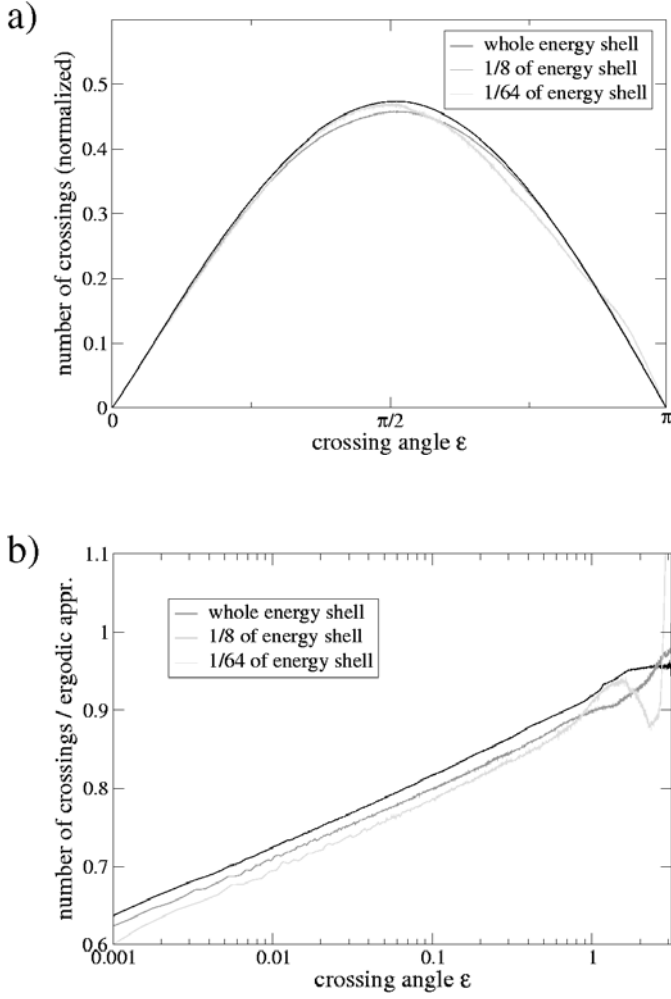 a)
number of crossings (normalized)
0.5
0.4
0.3
0.2
0.1
0
whole energy shell
1/8 of energy shell
1/64 of energy shell
0
π/2
π
crossing angle ε
b)
number of crossings / ergodic appr.
1.1
1
0.9
0.8
0.7
0.6
whole energy shell
1/8 of energy shell
1/64 of energy shell
0.001
0.01
0.1
1
crossing angle ε